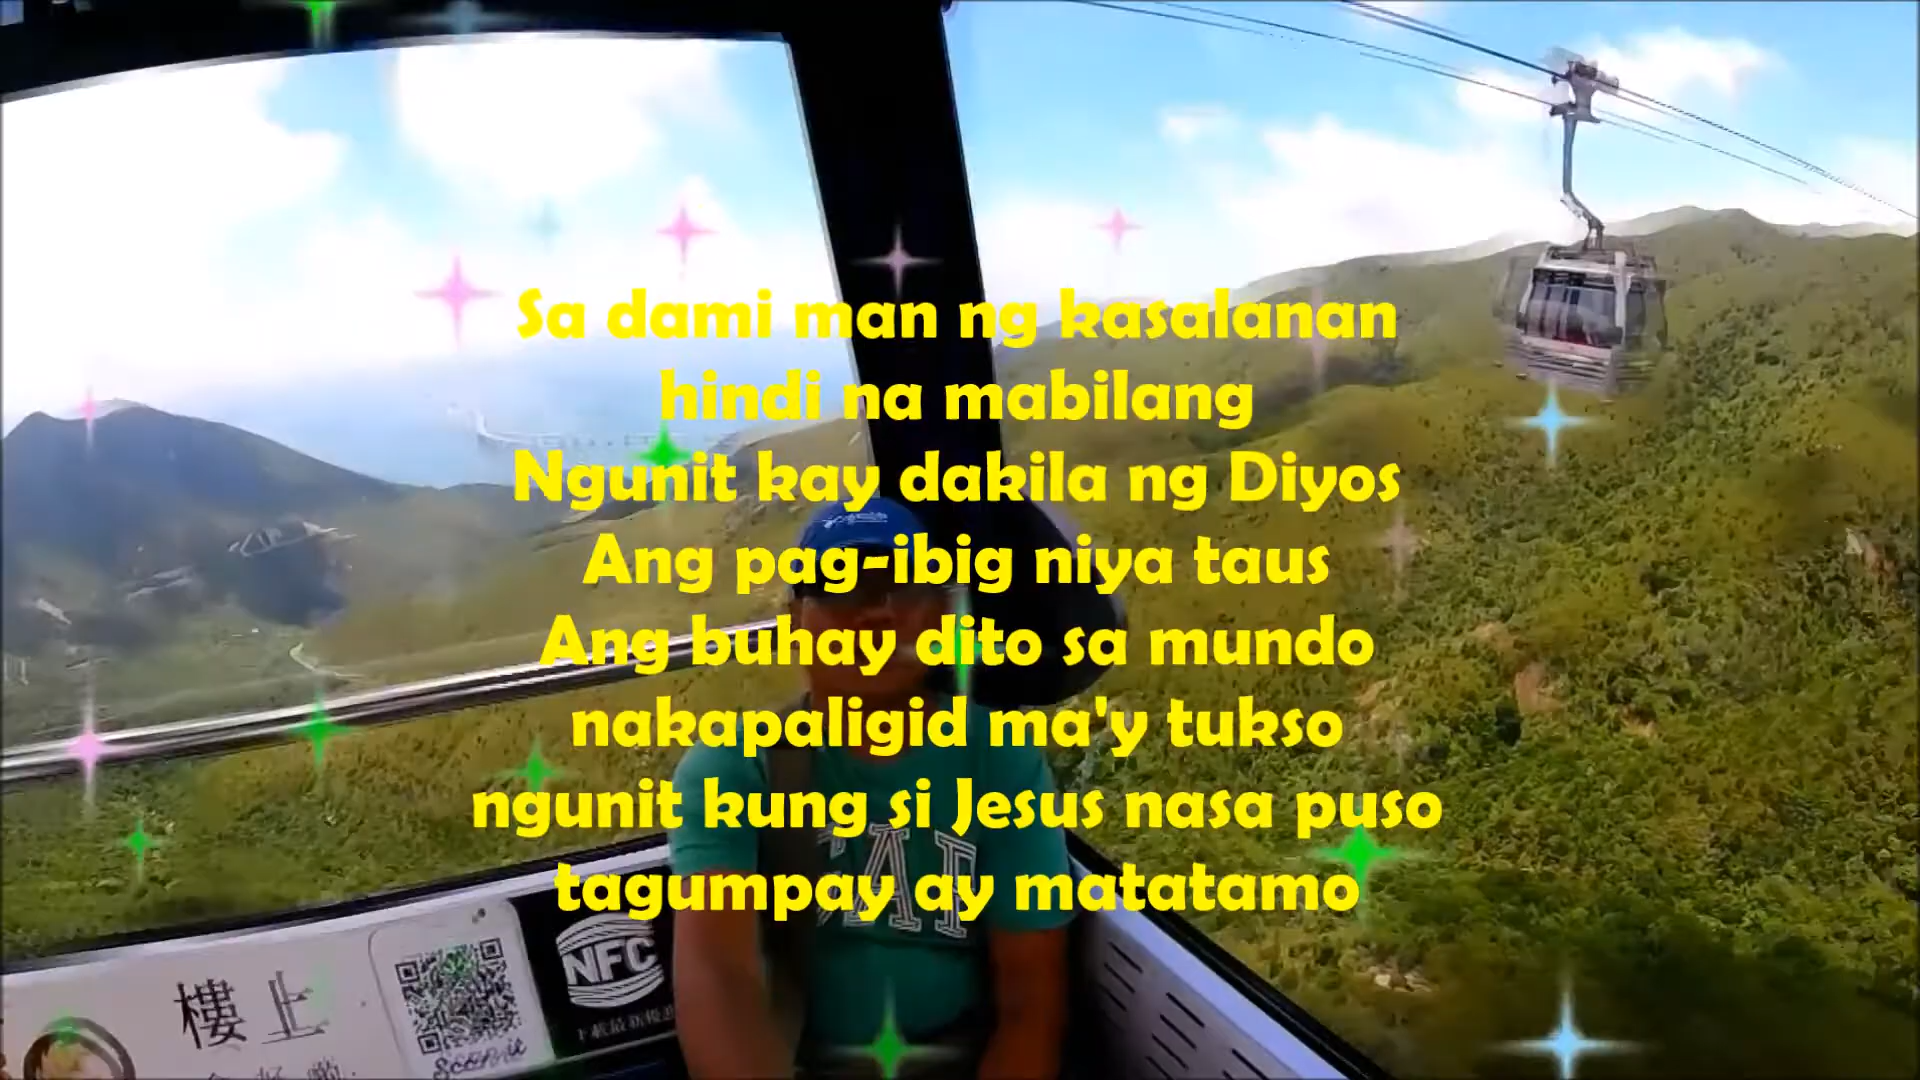 Sa dami man ng kasalanan
hindi na mabilang
Ngunit kay dakila ng Diyos
Ang pag-ibig niya taus
Ang buhay dito sa mundo
nakapaligid ma'y tukso
ngunit kung si Jesus nasa puso
tagumpay ay matatamo
GAP
NFC
樓上